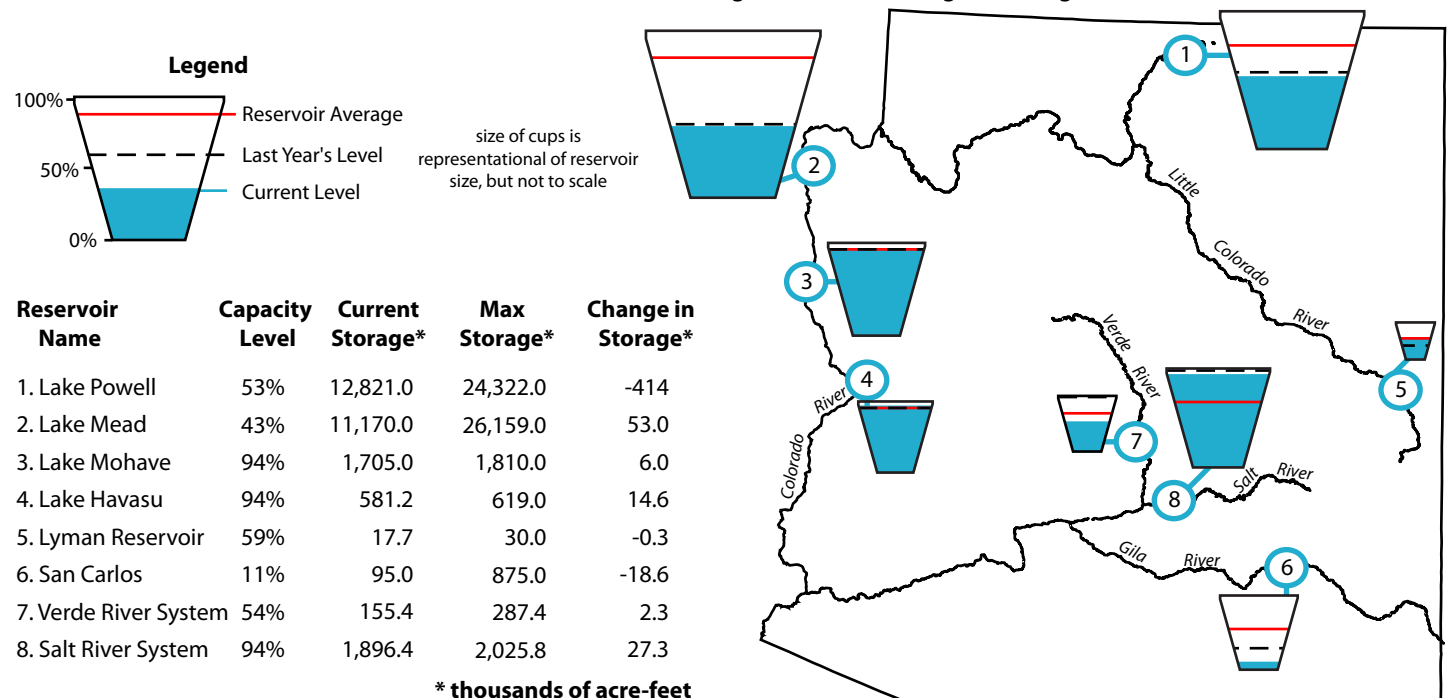 Legend
100%
50%
0%
Reservoir Average
Last Year's Level
Current Level
size of cups is
representational of reservoir
size, but not to scale
Reservoir Name Capacity Level Current Storage* Max Storage* Change in Storage*
1. Lake Powell 53% 12,821.0 24,322.0 -414
2. Lake Mead 43% 11,170.0 26,159.0 53.0
3. Lake Mohave 94% 1,705.0 1,810.0 6.0
4. Lake Havasu 94% 581.2 619.0 14.6
5. Lyman Reservoir 59% 17.7 30.0 -0.3
6. San Carlos 11% 95.0 875.0 -18.6
7. Verde River System 54% 155.4 287.4 2.3
8. Salt River System 94% 1,896.4 2,025.8 27.3
* thousands of acre-feet
1
2
3
4
5
6
7
8
Little Colorado River
Verde River
Colorado River
Salt River
Gila River